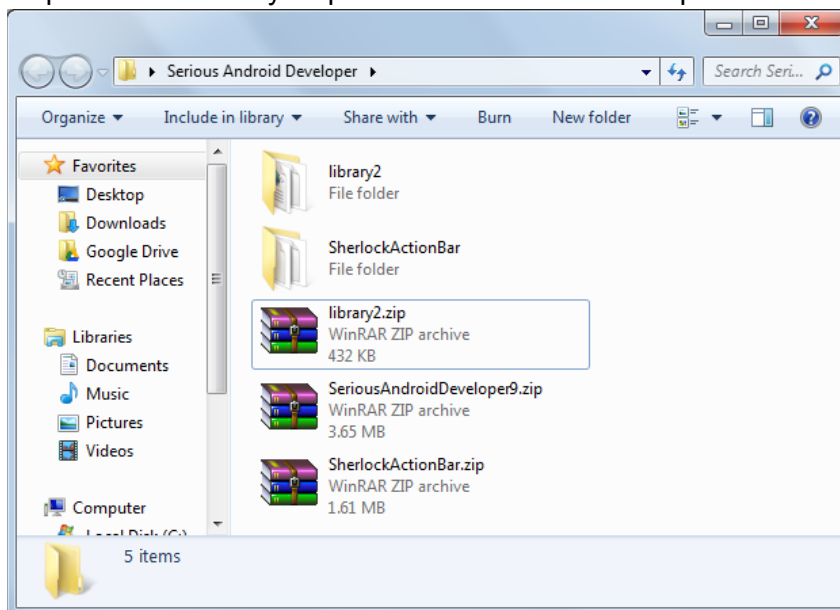 Serious Android Developer
Search Seri...
Organize Include in library Share with Burn New folder
Favorites
Desktop
Downloads
Google Drive
Recent Places
Libraries
Documents
Music
Pictures
Videos
Computer
library2
File folder
SherlockActionBar
File folder
library2.zip
WinRAR ZIP archive
432 KB
SeriousAndroidDeveloper9.zip
WinRAR ZIP archive
3.65 MB
SherlockActionBar.zip
WinRAR ZIP archive
1.61 MB
5 items